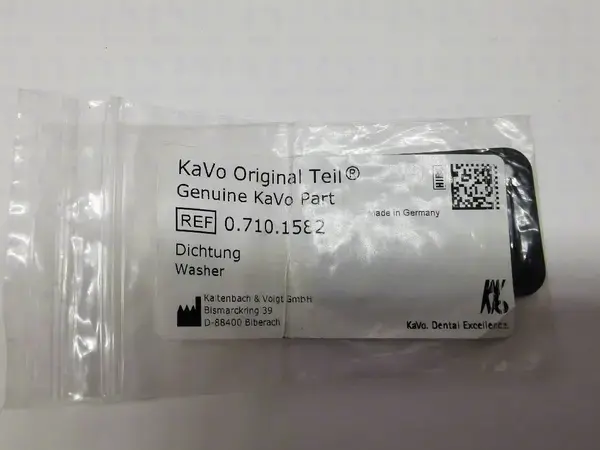 KaVo Original Teil®
Genuine KaVo Part
REF 0.710.1582
made in Germany
HIBC
Dichtung
Washer
Kaltenbach & Voigt GmbH
Bismarckring 39
D-88400 Biberach
KaVo. Dental Excellence.